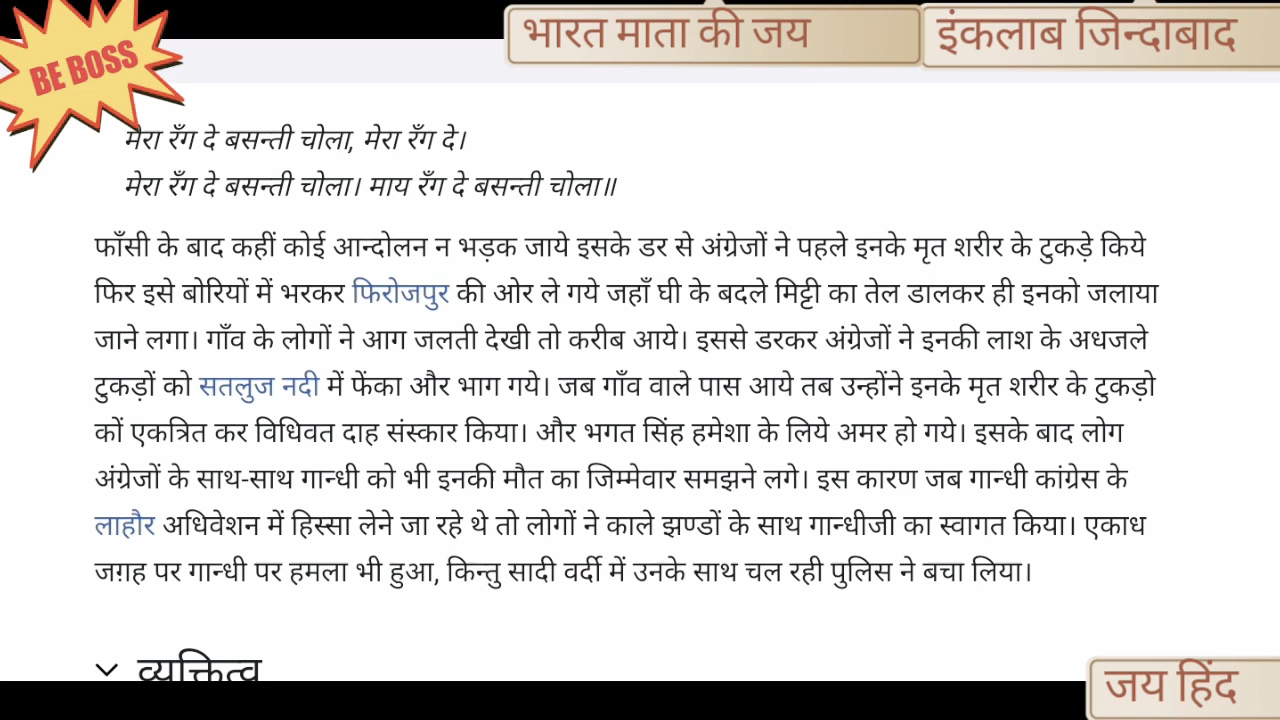 भारत माता की जय
इंकलाब जिन्दाबाद
BE BOSS
मेरा रँग दे बसन्ती चोला, मेरा रँग दे।
मेरा रँग दे बसन्ती चोला। माय रँग दे बसन्ती चोला॥
फाँसी के बाद कहीं कोई आन्दोलन न भड़क जाये इसके डर से अंग्रेजों ने पहले इनके मृत शरीर के टुकड़े किये
फिर इसे बोरियों में भरकर फिरोजपुर की ओर ले गये जहाँ घी के बदले मिट्टी का तेल डालकर ही इनको जलाया
जाने लगा। गाँव के लोगों ने आग जलती देखी तो करीब आये। इससे डरकर अंग्रेजों ने इनकी लाश के अधजले
टुकड़ों को सतलुज नदी में फेंका और भाग गये। जब गाँव वाले पास आये तब उन्होंने इनके मृत शरीर के टुकड़ो
कों एकत्रित कर विधिवत दाह संस्कार किया। और भगत सिंह हमेशा के लिये अमर हो गये। इसके बाद लोग
अंग्रेजों के साथ-साथ गान्धी को भी इनकी मौत का जिम्मेवार समझने लगे। इस कारण जब गान्धी कांग्रेस के
लाहौर अधिवेशन में हिस्सा लेने जा रहे थे तो लोगों ने काले झण्डों के साथ गान्धीजी का स्वागत किया। एकाध
जग़ह पर गान्धी पर हमला भी हुआ, किन्तु सादी वर्दी में उनके साथ चल रही पुलिस ने बचा लिया।
व्यक्तित्व
जय हिंद